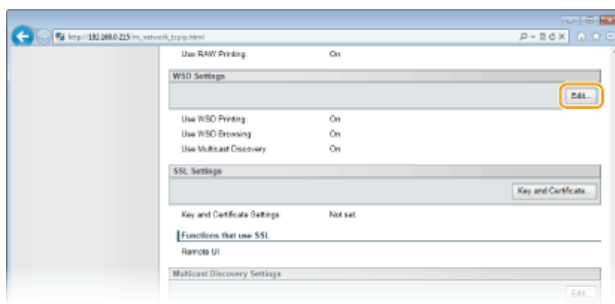 http://192.168.0.215/m_network_tcpip.html
Use RAW Printing: On
WSD Settings
Edit...
Use WSD Printing: On
Use WSD Browsing: On
Use Multicast Discovery: On
SSL Settings
Key and Certificate...
Key and Certificate Settings: Not set
Functions that use SSL
Remote UI
Multicast Discovery Settings
Edit...